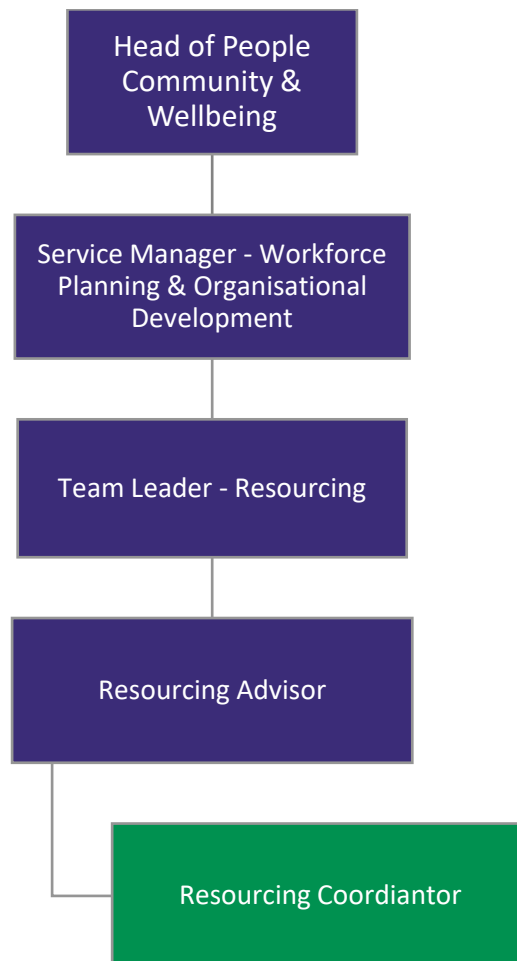 Head of People
Community &
Wellbeing
Service Manager - Workforce
Planning & Organisational
Development
Team Leader - Resourcing
Resourcing Advisor
Resourcing Coordiantor